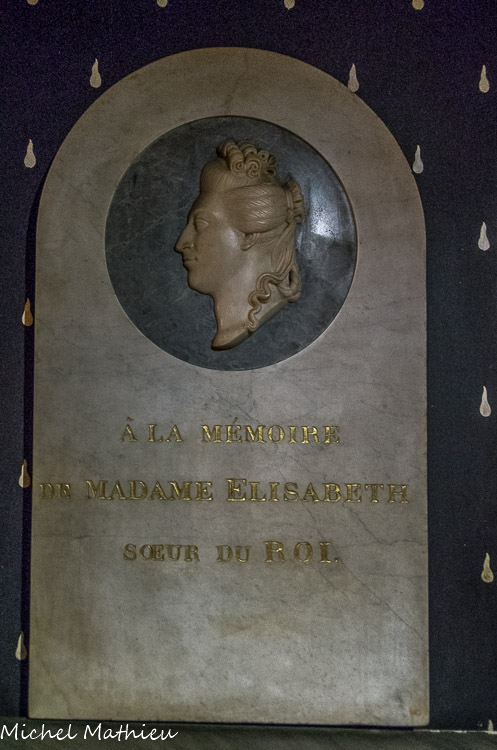 À LA MÉMOIRE
DE MADAME ELISABETH
SŒUR DU ROI.
Michel Mathieu